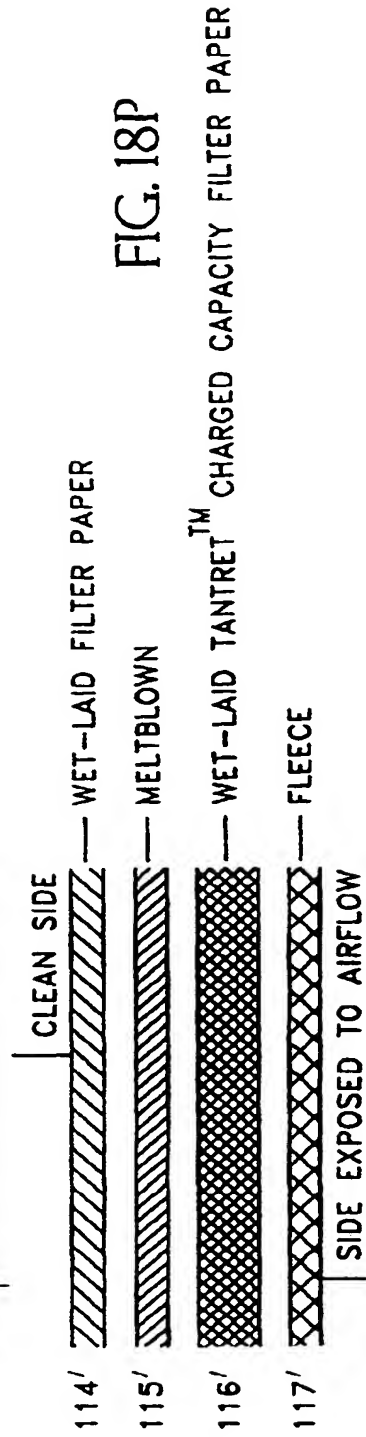 CLEAN SIDE
114' WET-LAID FILTER PAPER
115' MELTBLOWN
116' WET-LAID TANTRET™ CHARGED CAPACITY FILTER PAPER
117' FLEECE
SIDE EXPOSED TO AIRFLOW
FIG. 18P